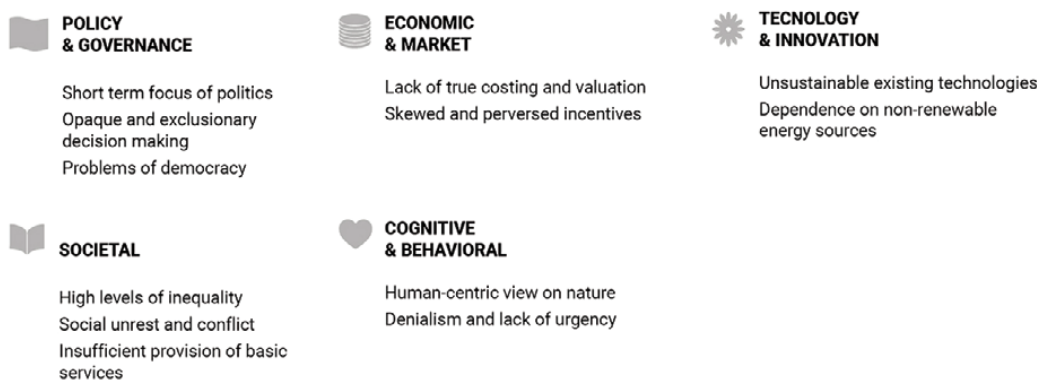 POLICY
& GOVERNANCE
Short term focus of politics
Opaque and exclusionary
decision making
Problems of democracy
ECONOMIC
& MARKET
Lack of true costing and valuation
Skewed and perversed incentives
TECNOLOGY
& INNOVATION
Unsustainable existing technologies
Dependence on non-renewable
energy sources
SOCIETAL
High levels of inequality
Social unrest and conflict
Insufficient provision of basic
services
COGNITIVE
& BEHAVIORAL
Human-centric view on nature
Denialism and lack of urgency